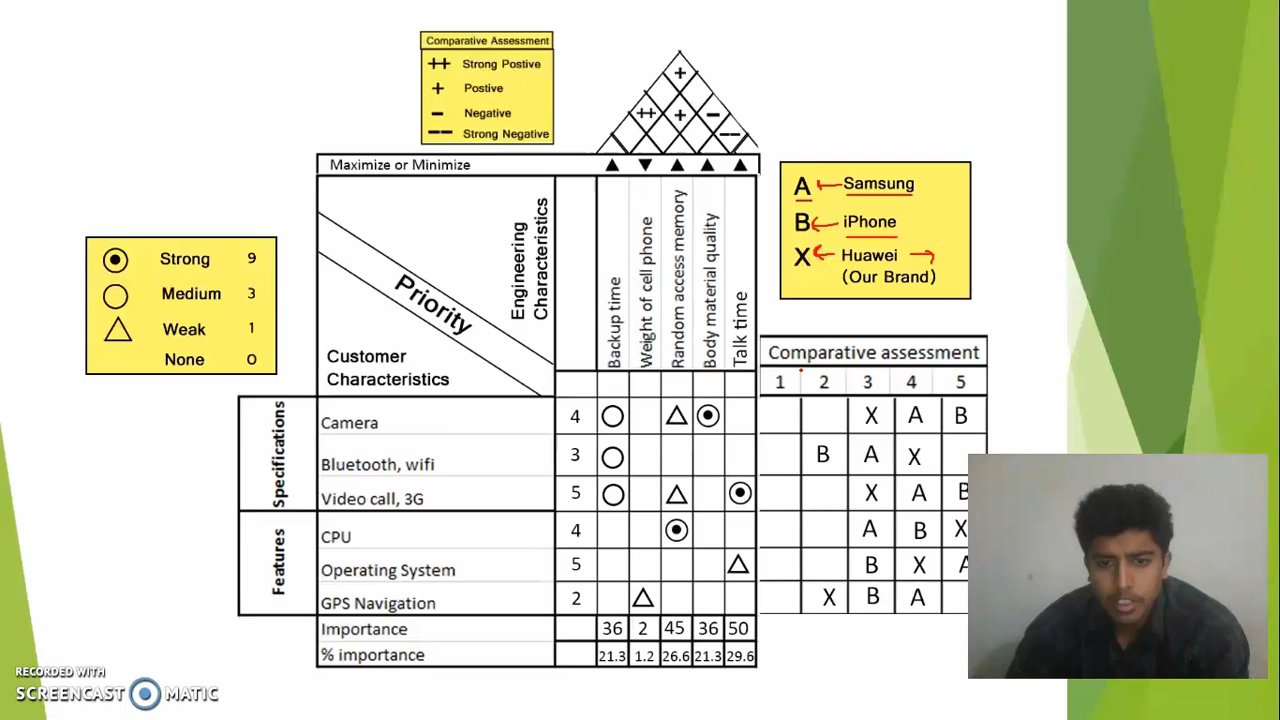 Comparative Assessment
++ Strong Postive
+ Postive
− Negative
−− Strong Negative
+
++ + −
−−
Maximize or Minimize ▲ ▼ ▲ ▲ ▲
A Samsung
B iPhone
X Huawei
(Our Brand)
Strong 9
Medium 3
Weak 1
None 0
Priority
Engineering
Characteristics
Customer
Characteristics
Backup time
Weight of cell phone
Random access memory
Body material quality
Talk time
Comparative assessment
1 2 3 4 5
Specifications
Camera 4 X A B
Bluetooth, wifi 3 B A X
Video call, 3G 5 X A B
Features
CPU 4 A B X
Operating System 5 B X A
GPS Navigation 2 X B A
Importance 36 2 45 36 50
% importance 21.3 1.2 26.6 21.3 29.6
RECORDED WITH
SCREENCAST MATIC